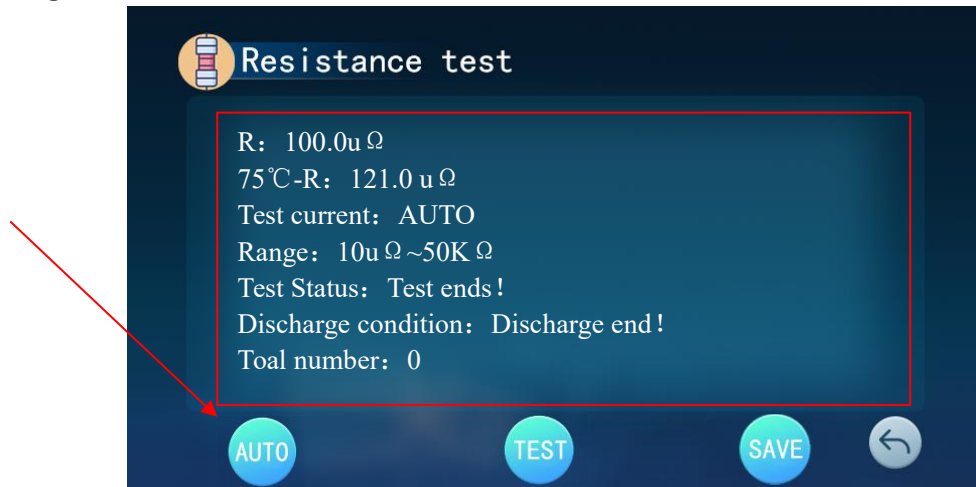 Resistance test
R：100.0uΩ
75℃-R：121.0 uΩ
Test current：AUTO
Range：10uΩ~50KΩ
Test Status：Test ends！
Discharge condition：Discharge end！
Toal number：0
AUTO TEST SAVE